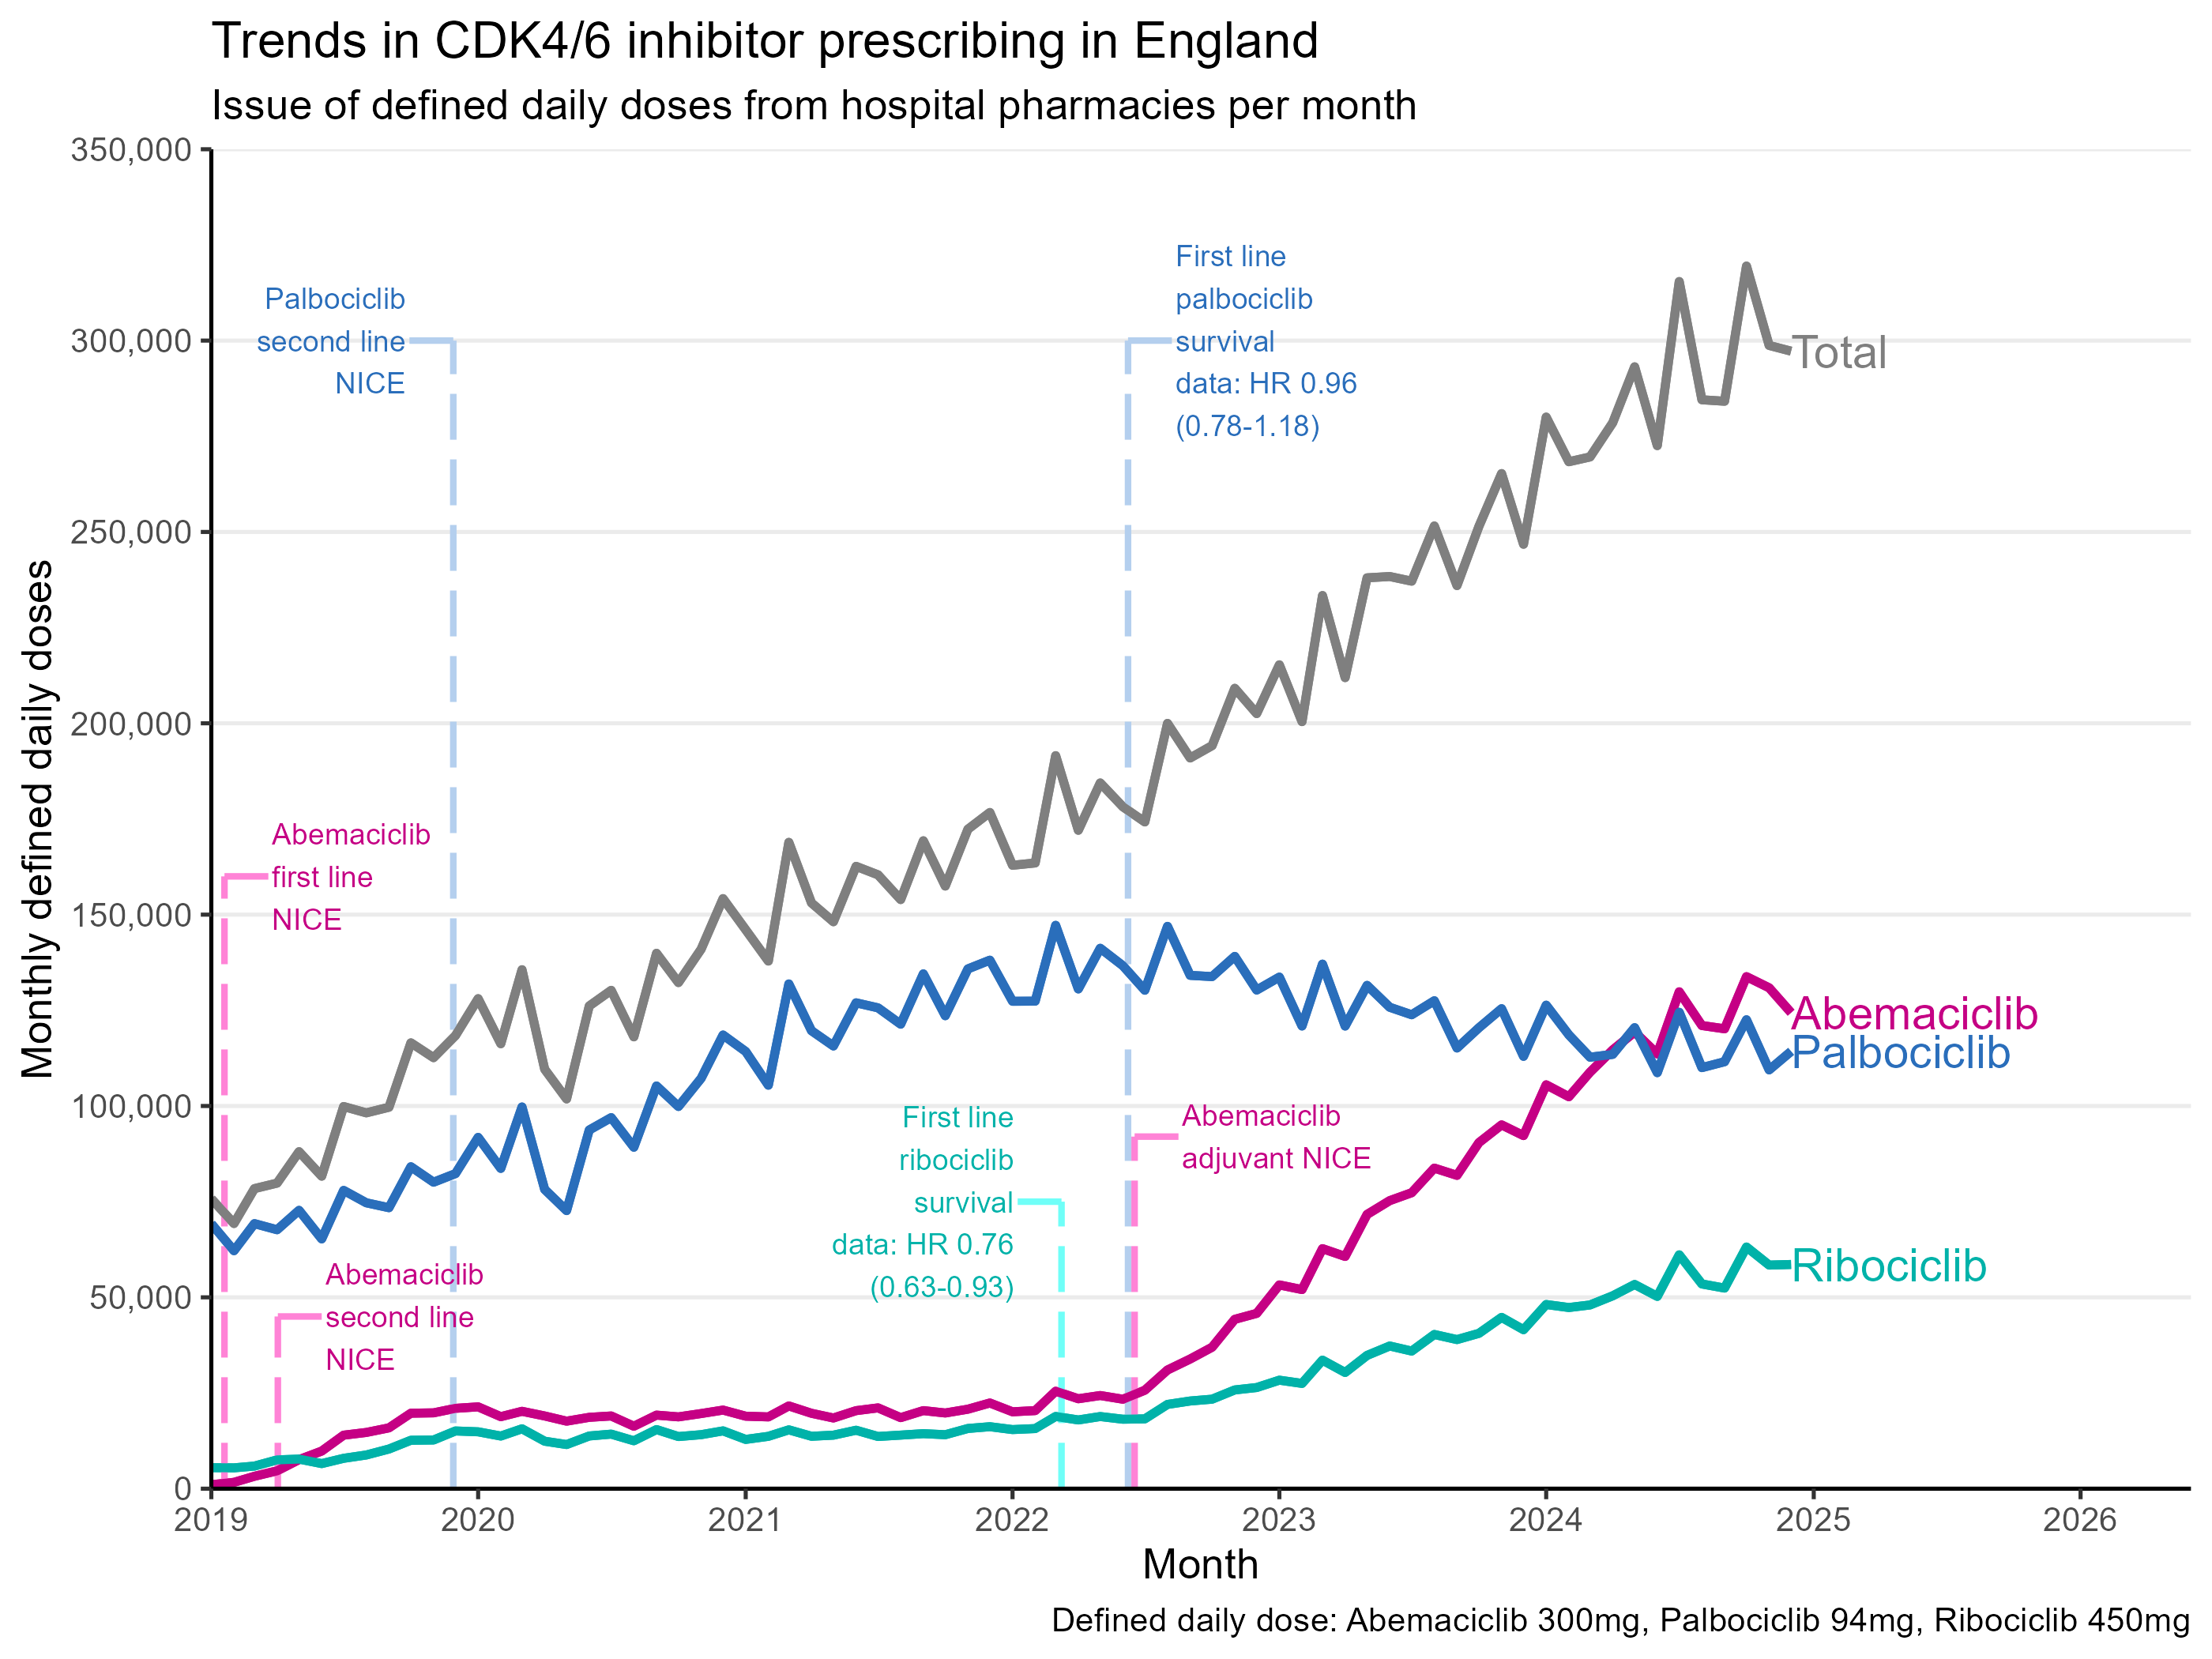 Trends in CDK4/6 inhibitor prescribing in England
Issue of defined daily doses from hospital pharmacies per month
Monthly defined daily doses
350,000
300,000
250,000
200,000
150,000
100,000
50,000
0
Palbociclib
second line
NICE
First line
palbociclib
survival
data: HR 0.96
(0.78-1.18)
Total
Abemaciclib
first line
NICE
Abemaciclib
second line
NICE
First line
ribociclib
survival
data: HR 0.76
(0.63-0.93)
Abemaciclib
adjuvant NICE
Abemaciclib
Palbociclib
Ribociclib
2019
2020
2021
2022
2023
2024
2025
2026
Month
Defined daily dose: Abemaciclib 300mg, Palbociclib 94mg, Ribociclib 450mg